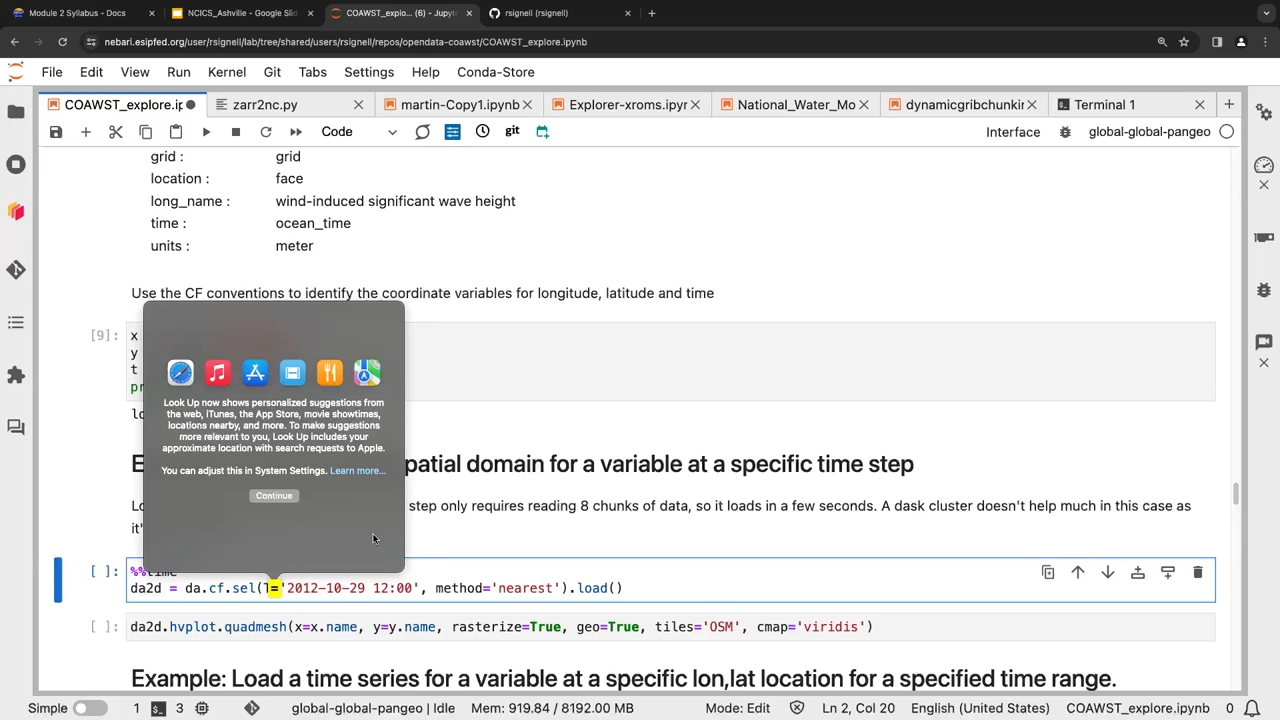 Module 2 Syllabus - Docs
NCICS_Ashville - Google Slid
COAWST_explo... (6) - Jupyte
rsignell (rsignell)
nebari.esipfed.org/user/rsignell/lab/tree/shared/users/rsignell/repos/opendata-coawst/COAWST_explore.ipynb
File Edit View Run Kernel Git Tabs Settings Help Conda-Store
COAWST_explore.ip
zarr2nc.py
martin-Copy1.ipynb
Explorer-xroms.ipyr
National_Water_Mo
dynamicgribchunkin
Terminal 1
Code
git
Interface
global-global-pangeo
grid : grid
location : face
long_name : wind-induced significant wave height
time : ocean_time
units : meter
Use the CF conventions to identify the coordinate variables for longitude, latitude and time
[9]: x
y
t
pr
Look Up now shows personalized suggestions from
the web, iTunes, the App Store, movie showtimes,
locations nearby, and more. To make suggestions
more relevant to you, Look Up includes your
approximate location with search requests to Apple.
You can adjust this in System Settings. Learn more...
Continue
lo
E patial domain for a variable at a specific time step
Lo step only requires reading 8 chunks of data, so it loads in a few seconds. A dask cluster doesn't help much in this case as
it'
[ ]: %%time
da2d = da.cf.sel(T='2012-10-29 12:00', method='nearest').load()
[ ]: da2d.hvplot.quadmesh(x=x.name, y=y.name, rasterize=True, geo=True, tiles='OSM', cmap='viridis')
Example: Load a time series for a variable at a specific lon,lat location for a specified time range.
Simple 1 3 global-global-pangeo | Idle Mem: 919.84 / 8192.00 MB Mode: Edit Ln 2, Col 20 English (United States) COAWST_explore.ipynb 0